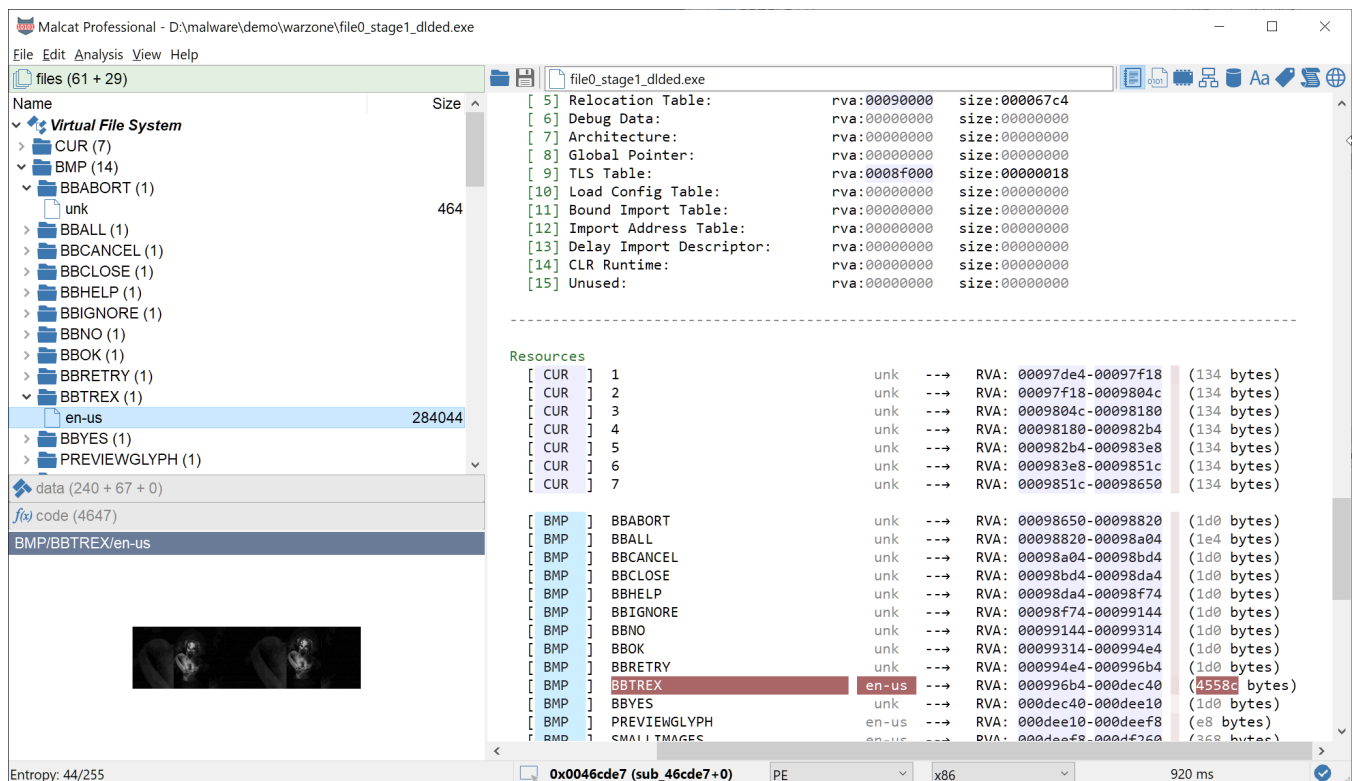 Malcat Professional - D:\malware\demo\warzone\file0_stage1_dlded.exe
File Edit Analysis View Help
files (61 + 29)
file0_stage1_dlded.exe
Name Size
Virtual File System
CUR (7)
BMP (14)
BBABORT (1)
unk 464
BBALL (1)
BBCANCEL (1)
BBCLOSE (1)
BBHELP (1)
BBIGNORE (1)
BBNO (1)
BBOK (1)
BBRETRY (1)
BBTREX (1)
en-us 284044
BBYES (1)
PREVIEWGLYPH (1)
data (240 + 67 + 0)
f(x) code (4647)
BMP/BBTREX/en-us
[ 5] Relocation Table: rva:00090000 size:000067c4
[ 6] Debug Data: rva:00000000 size:00000000
[ 7] Architecture: rva:00000000 size:00000000
[ 8] Global Pointer: rva:00000000 size:00000000
[ 9] TLS Table: rva:0008f000 size:00000018
[10] Load Config Table: rva:00000000 size:00000000
[11] Bound Import Table: rva:00000000 size:00000000
[12] Import Address Table: rva:00000000 size:00000000
[13] Delay Import Descriptor: rva:00000000 size:00000000
[14] CLR Runtime: rva:00000000 size:00000000
[15] Unused: rva:00000000 size:00000000
Resources
[ CUR ] 1 unk --→ RVA: 00097de4-00097f18 (134 bytes)
[ CUR ] 2 unk --→ RVA: 00097f18-0009804c (134 bytes)
[ CUR ] 3 unk --→ RVA: 0009804c-00098180 (134 bytes)
[ CUR ] 4 unk --→ RVA: 00098180-000982b4 (134 bytes)
[ CUR ] 5 unk --→ RVA: 000982b4-000983e8 (134 bytes)
[ CUR ] 6 unk --→ RVA: 000983e8-0009851c (134 bytes)
[ CUR ] 7 unk --→ RVA: 0009851c-00098650 (134 bytes)
[ BMP ] BBABORT unk --→ RVA: 00098650-00098820 (1d0 bytes)
[ BMP ] BBALL unk --→ RVA: 00098820-00098a04 (1e4 bytes)
[ BMP ] BBCANCEL unk --→ RVA: 00098a04-00098bd4 (1d0 bytes)
[ BMP ] BBCLOSE unk --→ RVA: 00098bd4-00098da4 (1d0 bytes)
[ BMP ] BBHELP unk --→ RVA: 00098da4-00098f74 (1d0 bytes)
[ BMP ] BBIGNORE unk --→ RVA: 00098f74-00099144 (1d0 bytes)
[ BMP ] BBNO unk --→ RVA: 00099144-00099314 (1d0 bytes)
[ BMP ] BBOK unk --→ RVA: 00099314-000994e4 (1d0 bytes)
[ BMP ] BBRETRY unk --→ RVA: 000994e4-000996b4 (1d0 bytes)
[ BMP ] BBTREX en-us --→ RVA: 000996b4-000dec40 (4558c bytes)
[ BMP ] BBYES unk --→ RVA: 000dec40-000dee10 (1d0 bytes)
[ BMP ] PREVIEWGLYPH en-us --→ RVA: 000dee10-000deef8 (e8 bytes)
[ BMP ] SMALLIMAGES en-us --→ RVA: 000deef8-000df260 (368 bytes)
Entropy: 44/255
0x0046cde7 (sub_46cde7+0) PE x86 920 ms